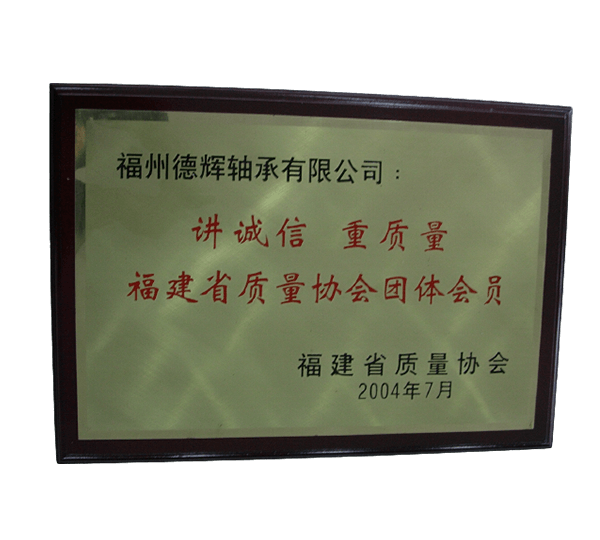 福州德辉轴承有限公司：
讲诚信 重质量
福建省质量协会团体会员
福建省质量协会
2004年7月